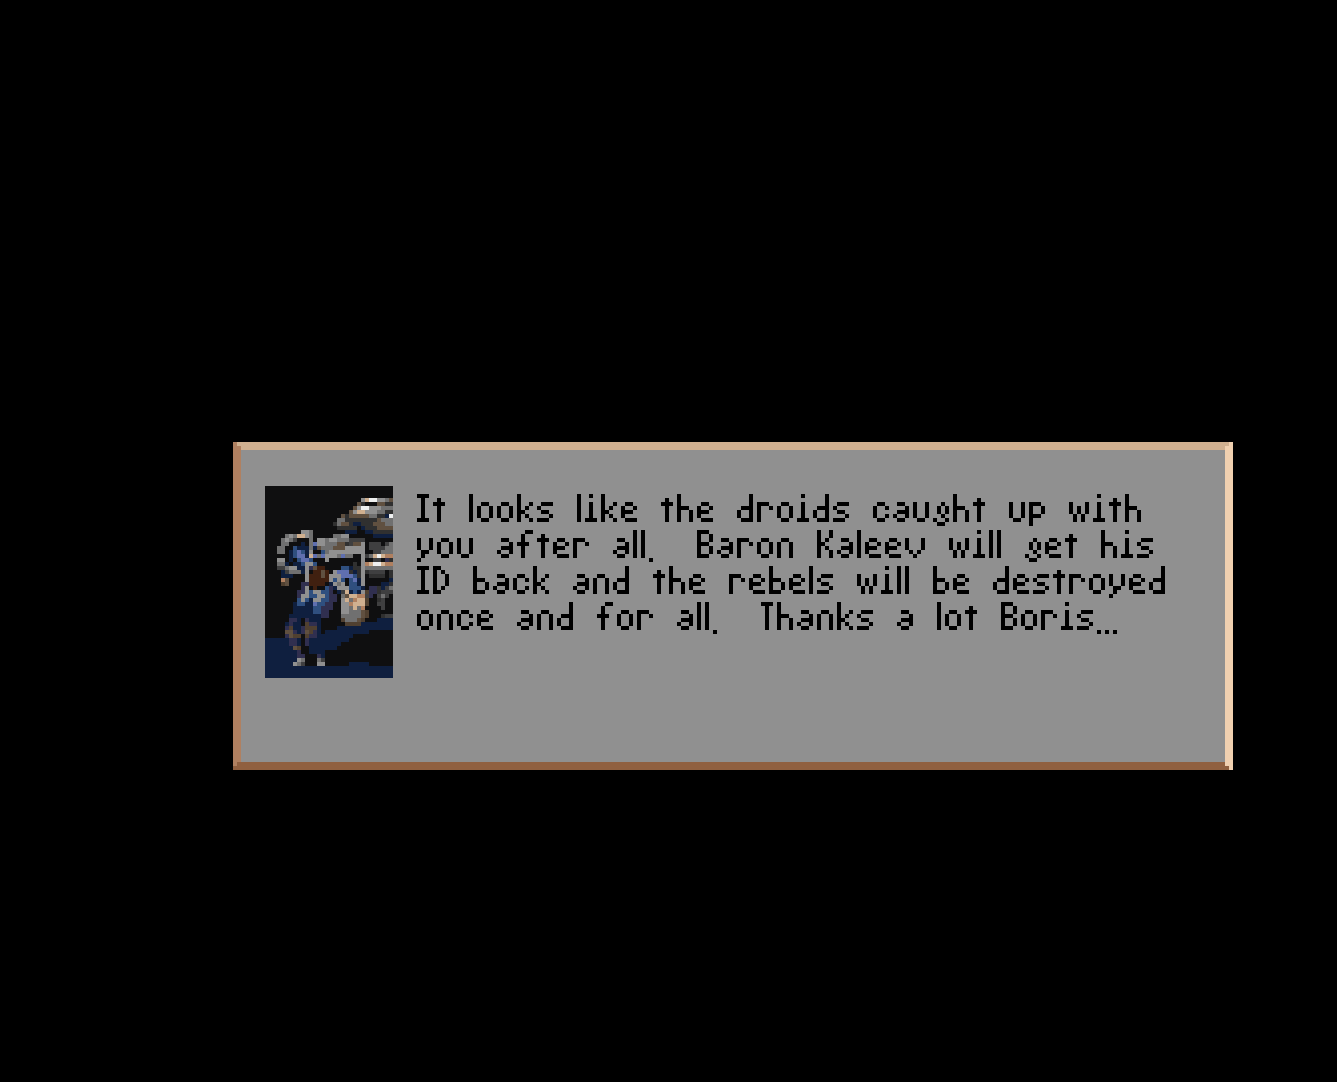 It looks like the droids caught up with
you after all.  Baron Kaleev will get his
ID back and the rebels will be destroyed
once and for all.  Thanks a lot Boris...